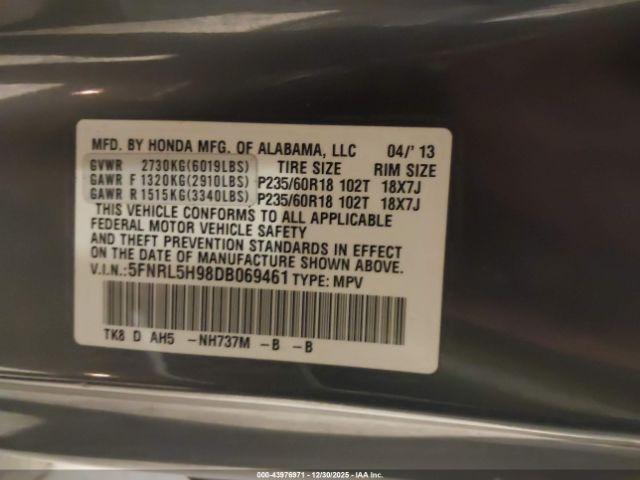 MFD. BY HONDA MFG. OF ALABAMA, LLC 04/' 13
GVWR 2730KG(6019LBS) TIRE SIZE RIM SIZE
GAWR F 1320KG(2910LBS) P235/60R18 102T 18X7J
GAWR R 1515KG(3340LBS) P235/60R18 102T 18X7J
THIS VEHICLE CONFORMS TO ALL APPLICABLE
FEDERAL MOTOR VEHICLE SAFETY
AND THEFT PREVENTION STANDARDS IN EFFECT
ON THE DATE OF MANUFACTURE SHOWN ABOVE.
V.I.N.:5FNRL5H98DB069461 TYPE: MPV
TK8 D AH5 -NH737M -B -B
© 43976971 - 12/30/2025 - IAA Inc.